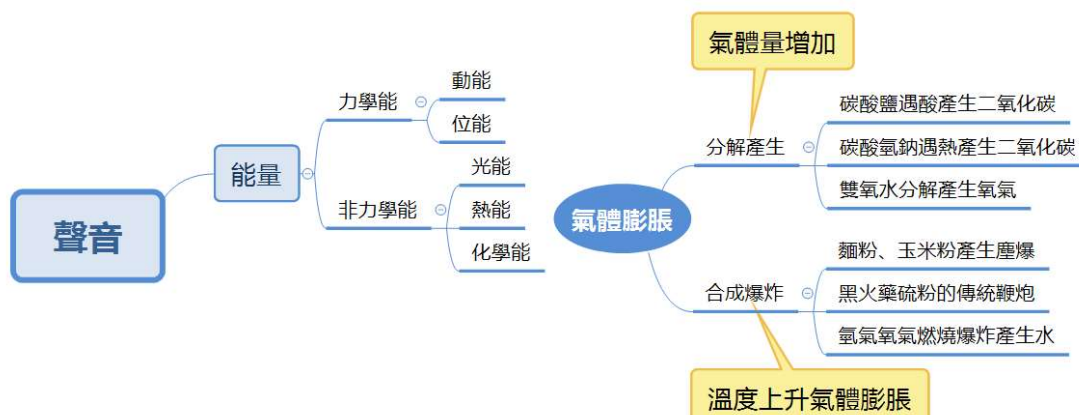 聲音
能量
力學能
動能
位能
非力學能
光能
熱能
化學能
氣體膨脹
氣體量增加
分解產生
碳酸鹽遇酸產生二氧化碳
碳酸氫鈉遇熱產生二氧化碳
雙氧水分解產生氧氣
合成爆炸
麵粉、玉米粉產生塵爆
黑火藥硫粉的傳統鞭炮
氫氣氧氣燃燒爆炸產生水
溫度上升氣體膨脹